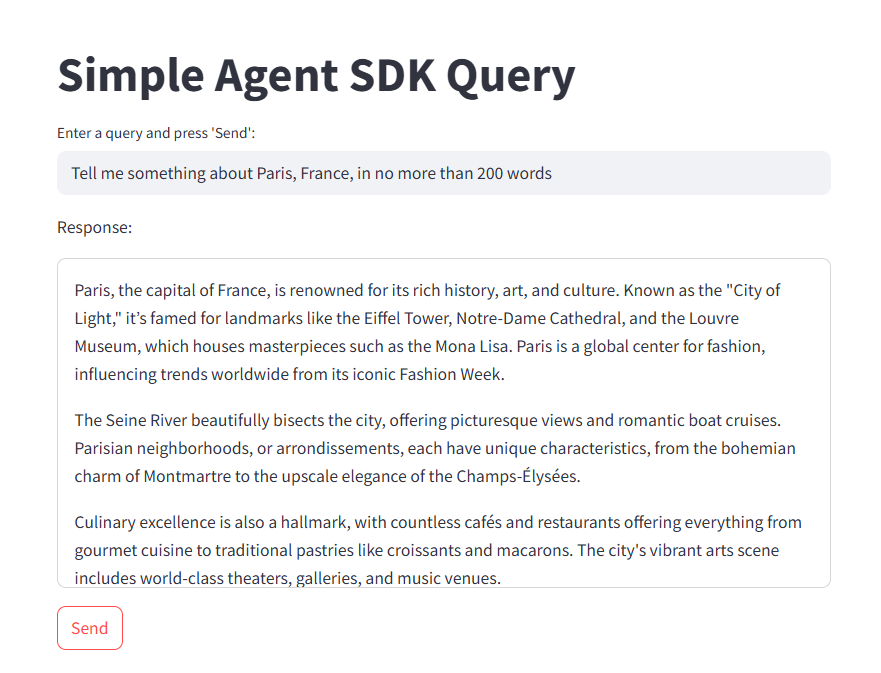 Simple Agent SDK Query
Enter a query and press 'Send':
Tell me something about Paris, France, in no more than 200 words
Response:
Paris, the capital of France, is renowned for its rich history, art, and culture. Known as the "City of
Light," it’s famed for landmarks like the Eiffel Tower, Notre-Dame Cathedral, and the Louvre
Museum, which houses masterpieces such as the Mona Lisa. Paris is a global center for fashion,
influencing trends worldwide from its iconic Fashion Week.
The Seine River beautifully bisects the city, offering picturesque views and romantic boat cruises.
Parisian neighborhoods, or arrondissements, each have unique characteristics, from the bohemian
charm of Montmartre to the upscale elegance of the Champs-Élysées.
Culinary excellence is also a hallmark, with countless cafés and restaurants offering everything from
gourmet cuisine to traditional pastries like croissants and macarons. The city's vibrant arts scene
includes world-class theaters, galleries, and music venues.
Send